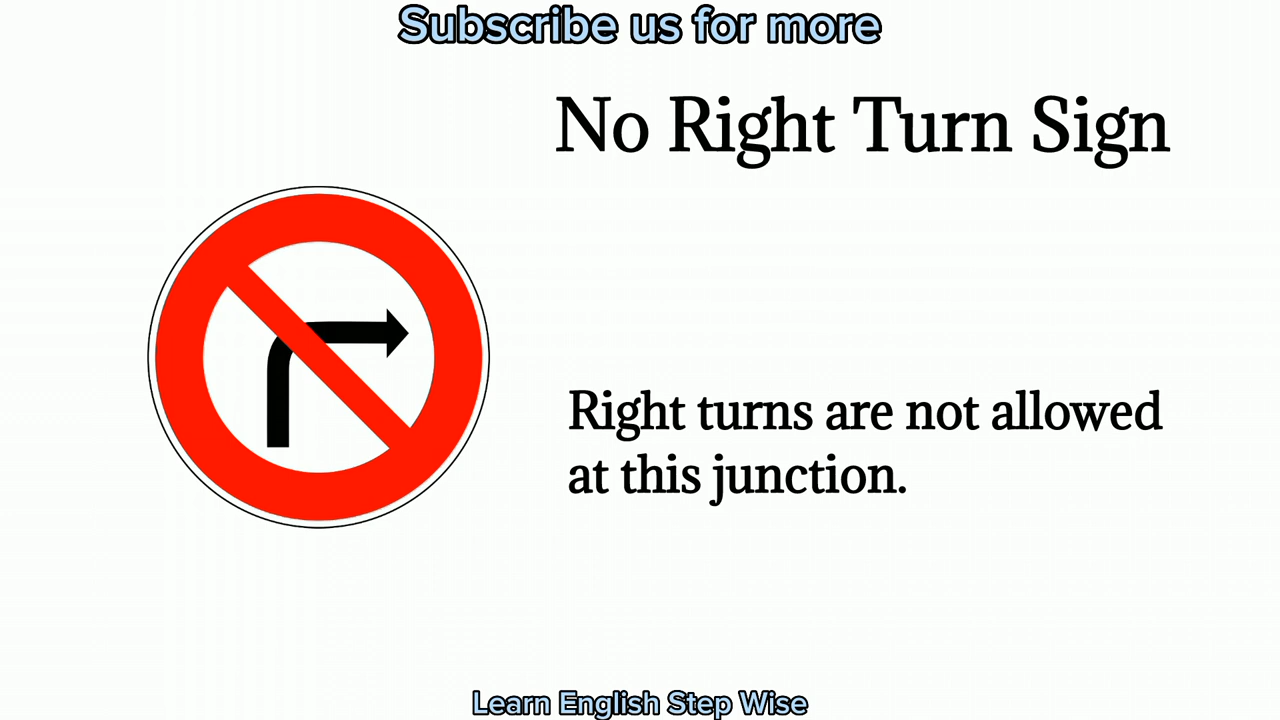 Subscribe us for more
No Right Turn Sign
Right turns are not allowed
at this junction.
Learn English Step Wise